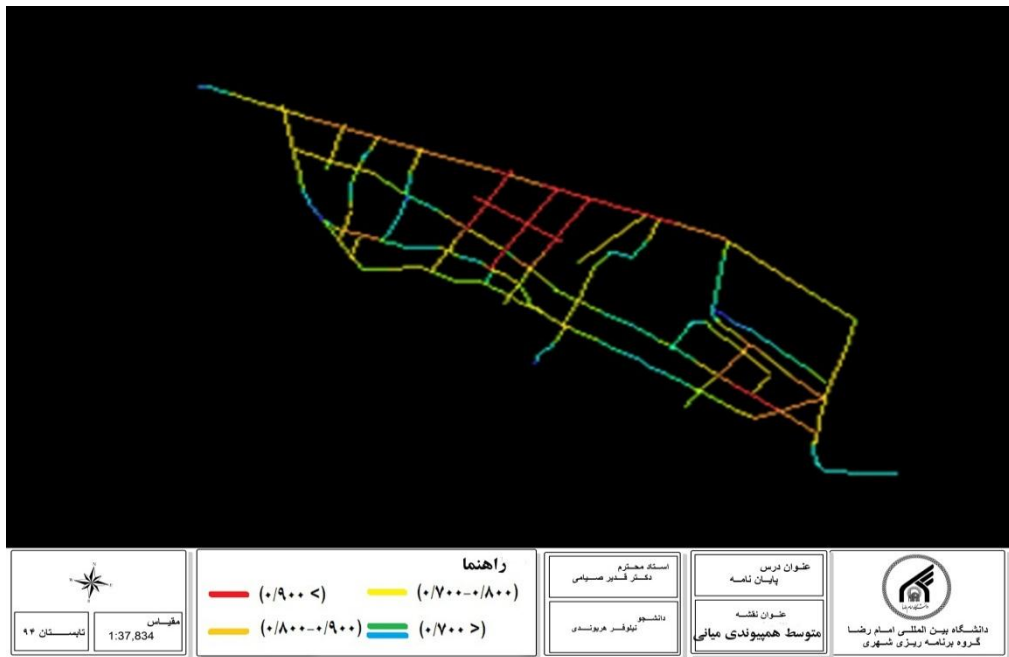 دانشگاه بین المللی امام رضا
گروه برنامه ریزی شهری
عنوان درس
پایان نامه
عنوان نقشه
متوسط همپیوندی میانی
استاد محترم
دکتر قدیر صیامی
دانشجو
نیلوفر هریوندی
راهنما
(۰/۹۰۰ <)
(۰/۷۰۰-۰/۸۰۰)
(۰/۸۰۰-۰/۹۰۰)
(۰/۷۰۰ >)
مقیاس
1:37,834
تابستان ۹۴